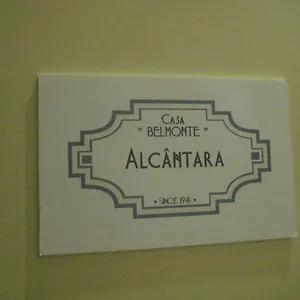 CASA
"BELMONTE"
ALCÂNTARA
• SINCE 1941 •